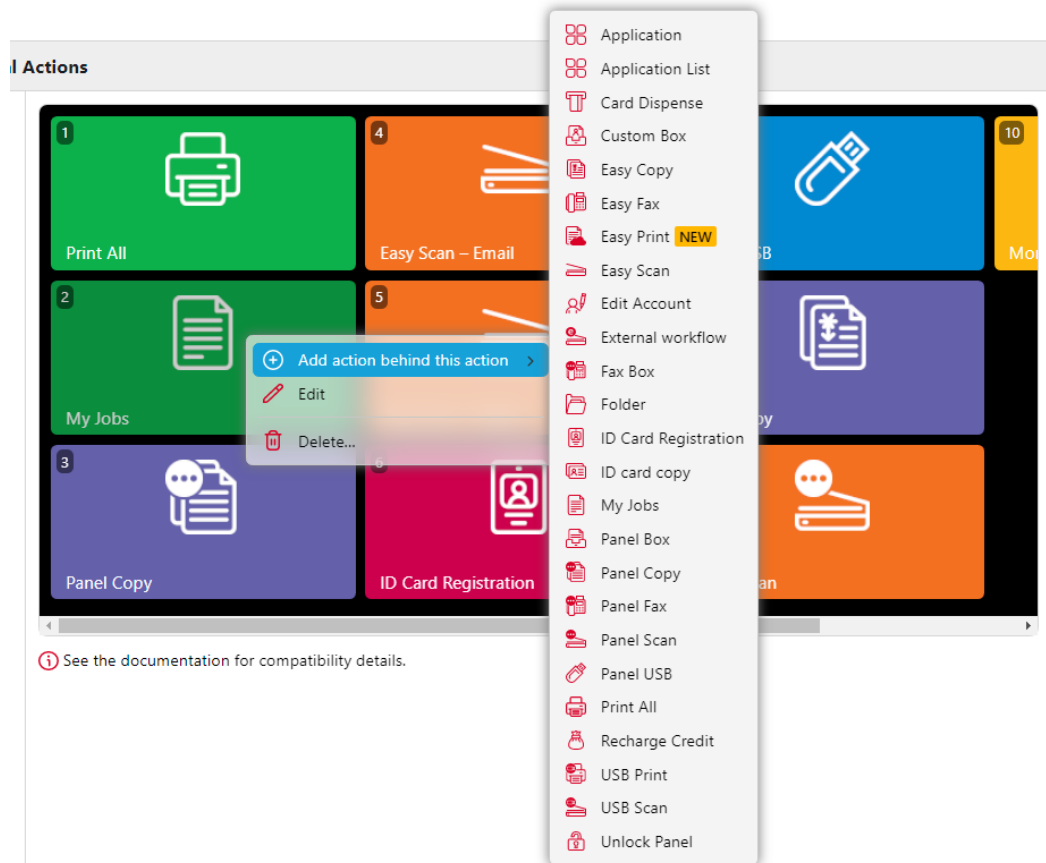 l Actions
1
Print All
4
Easy Scan – Email
SB
10
Mo
2
My Jobs
5
py
3
Panel Copy
6
ID Card Registration
an
Add action behind this action
Edit
Delete...
Application
Application List
Card Dispense
Custom Box
Easy Copy
Easy Fax
Easy Print NEW
Easy Scan
Edit Account
External workflow
Fax Box
Folder
ID Card Registration
ID card copy
My Jobs
Panel Box
Panel Copy
Panel Fax
Panel Scan
Panel USB
Print All
Recharge Credit
USB Print
USB Scan
Unlock Panel
See the documentation for compatibility details.